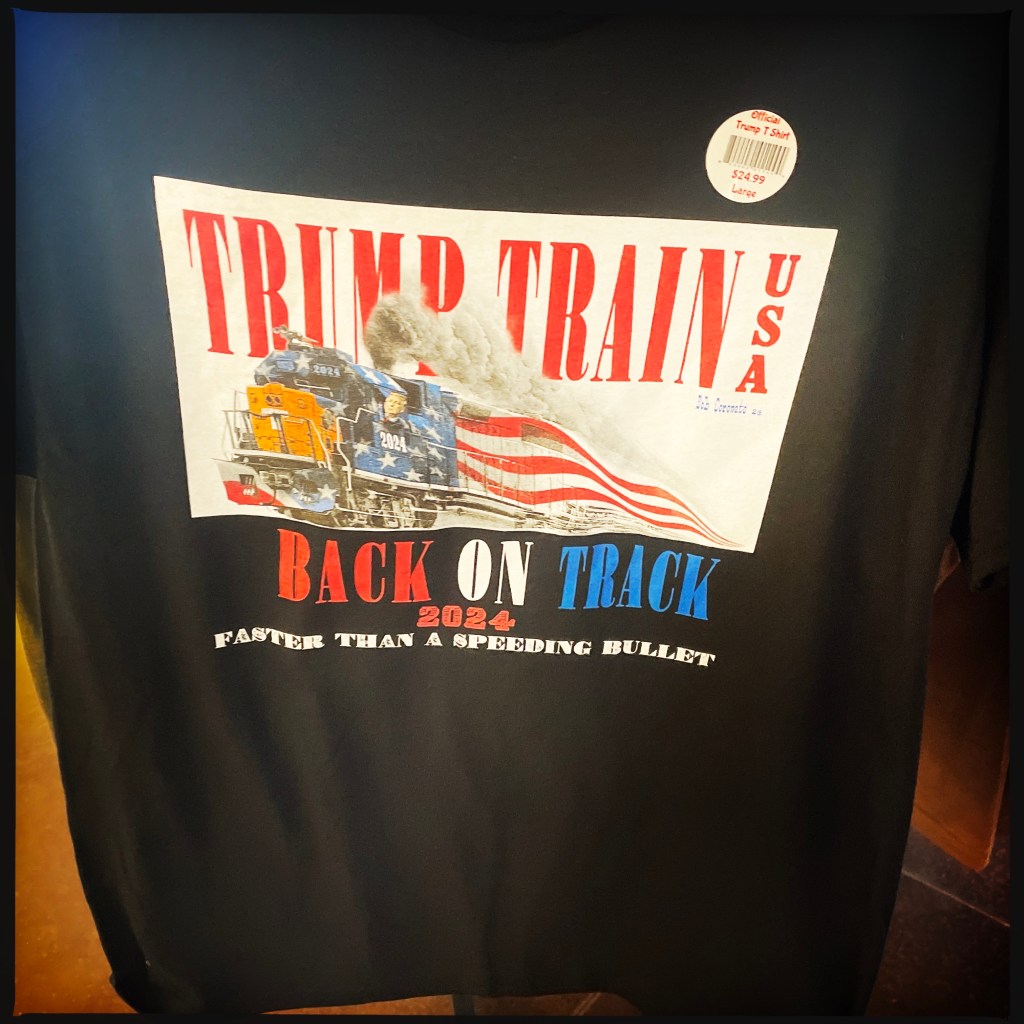 Official
Trump T Shirt
$24.99
Large
TRUMP TRAIN
USA
2024
2024
BACK ON TRACK
2024
FASTER THAN A SPEEDING BULLET